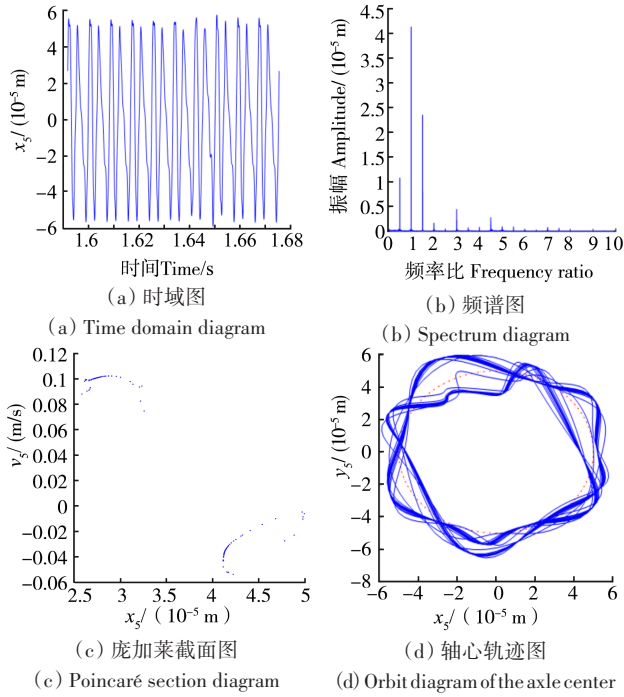 6
4
2
0
−2
−4
−6
x5/ (10−5 m)
1.6
1.62
1.64
1.66
1.68
时间Time/s
(a) 时域图
(a) Time domain diagram
4.5
4
3.5
3
2.5
2
1.5
1
0.5
0
振幅 Amplitude/ (10−5 m)
0 1 2 3 4 5 6 7 8 9 10
频率比 Frequency ratio
(b) 频谱图
(b) Spectrum diagram
0.12
0.1
0.08
0.06
0.04
0.02
0
−0.02
−0.04
−0.06
v5/ (m/s)
2.5 3 3.5 4 4.5 5
x5/ (10−5 m)
(c) 庞加莱截面图
(c) Poincaré section diagram
6
4
2
0
−2
−4
−6
−8
y5/ (10−5 m)
−6 −4 −2 0 2 4 6
x5/ (10−5 m)
(d) 轴心轨迹图
(d) Orbit diagram of the axle center